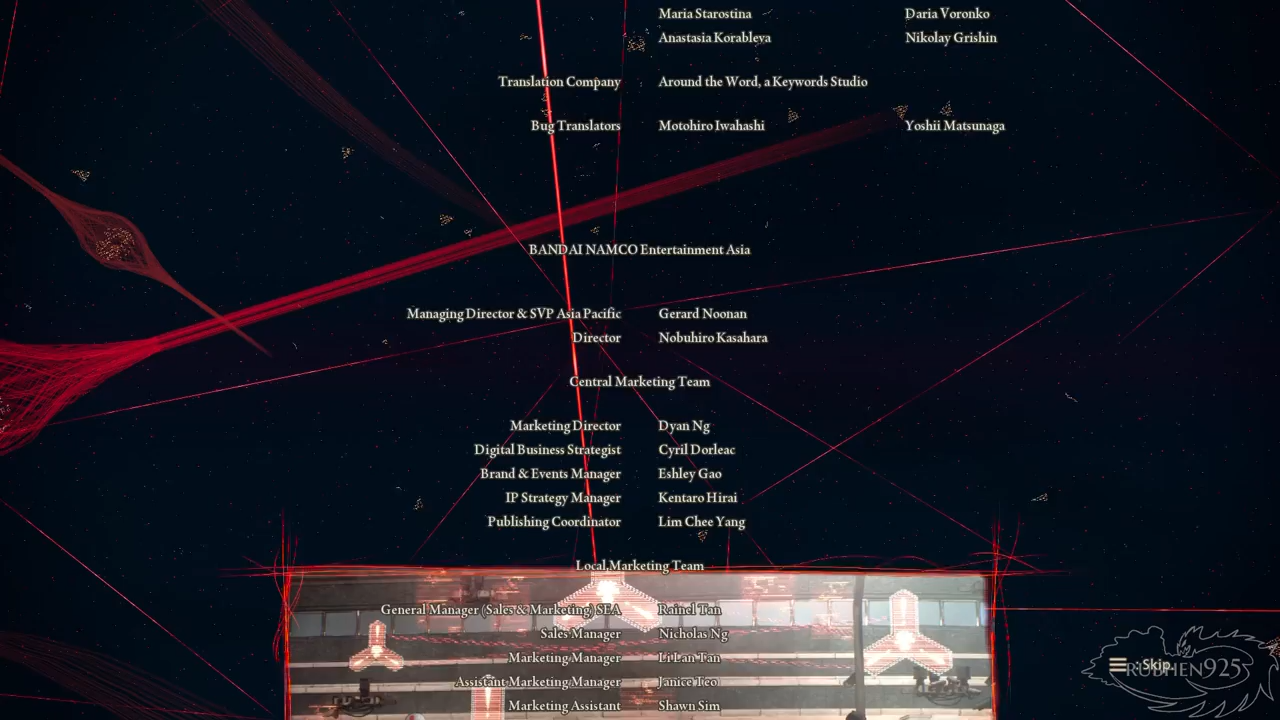 Maria Starostina Daria Voronko
Anastasia Korableva Nikolay Grishin
Translation Company Around the Word, a Keywords Studio
Bug Translators Motohiro Iwahashi Yoshii Matsunaga
BANDAI NAMCO Entertainment Asia
Managing Director & SVP Asia Pacific Gerard Noonan
Director Nobuhiro Kasahara
Central Marketing Team
Marketing Director Dyan Ng
Digital Business Strategist Cyril Dorleac
Brand & Events Manager Eshley Gao
IP Strategy Manager Kentaro Hirai
Publishing Coordinator Lim Chee Yang
Local Marketing Team
General Manager (Sales & Marketing) SEA Rainel Tan
Sales Manager Nicholas Ng
Marketing Manager Li Lan Tan
Assistant Marketing Manager Janice Teo
Marketing Assistant Shawn Sim
: Skip
RUBHEN925